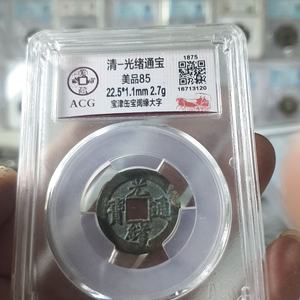 清-光绪通宝
美品85
22.5*1.1mm 2.7g
宝津缶宝阔缘大字
ACG
1875
16713120
光
寶 通
緒